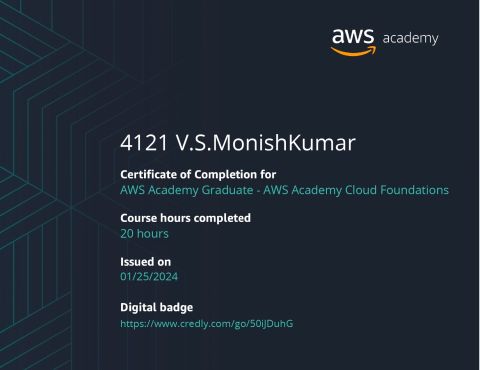 aws academy
4121 V.S.MonishKumar
Certificate of Completion for
AWS Academy Graduate - AWS Academy Cloud Foundations
Course hours completed
20 hours
Issued on
01/25/2024
Digital badge
https://www.credly.com/go/50iJDuhG